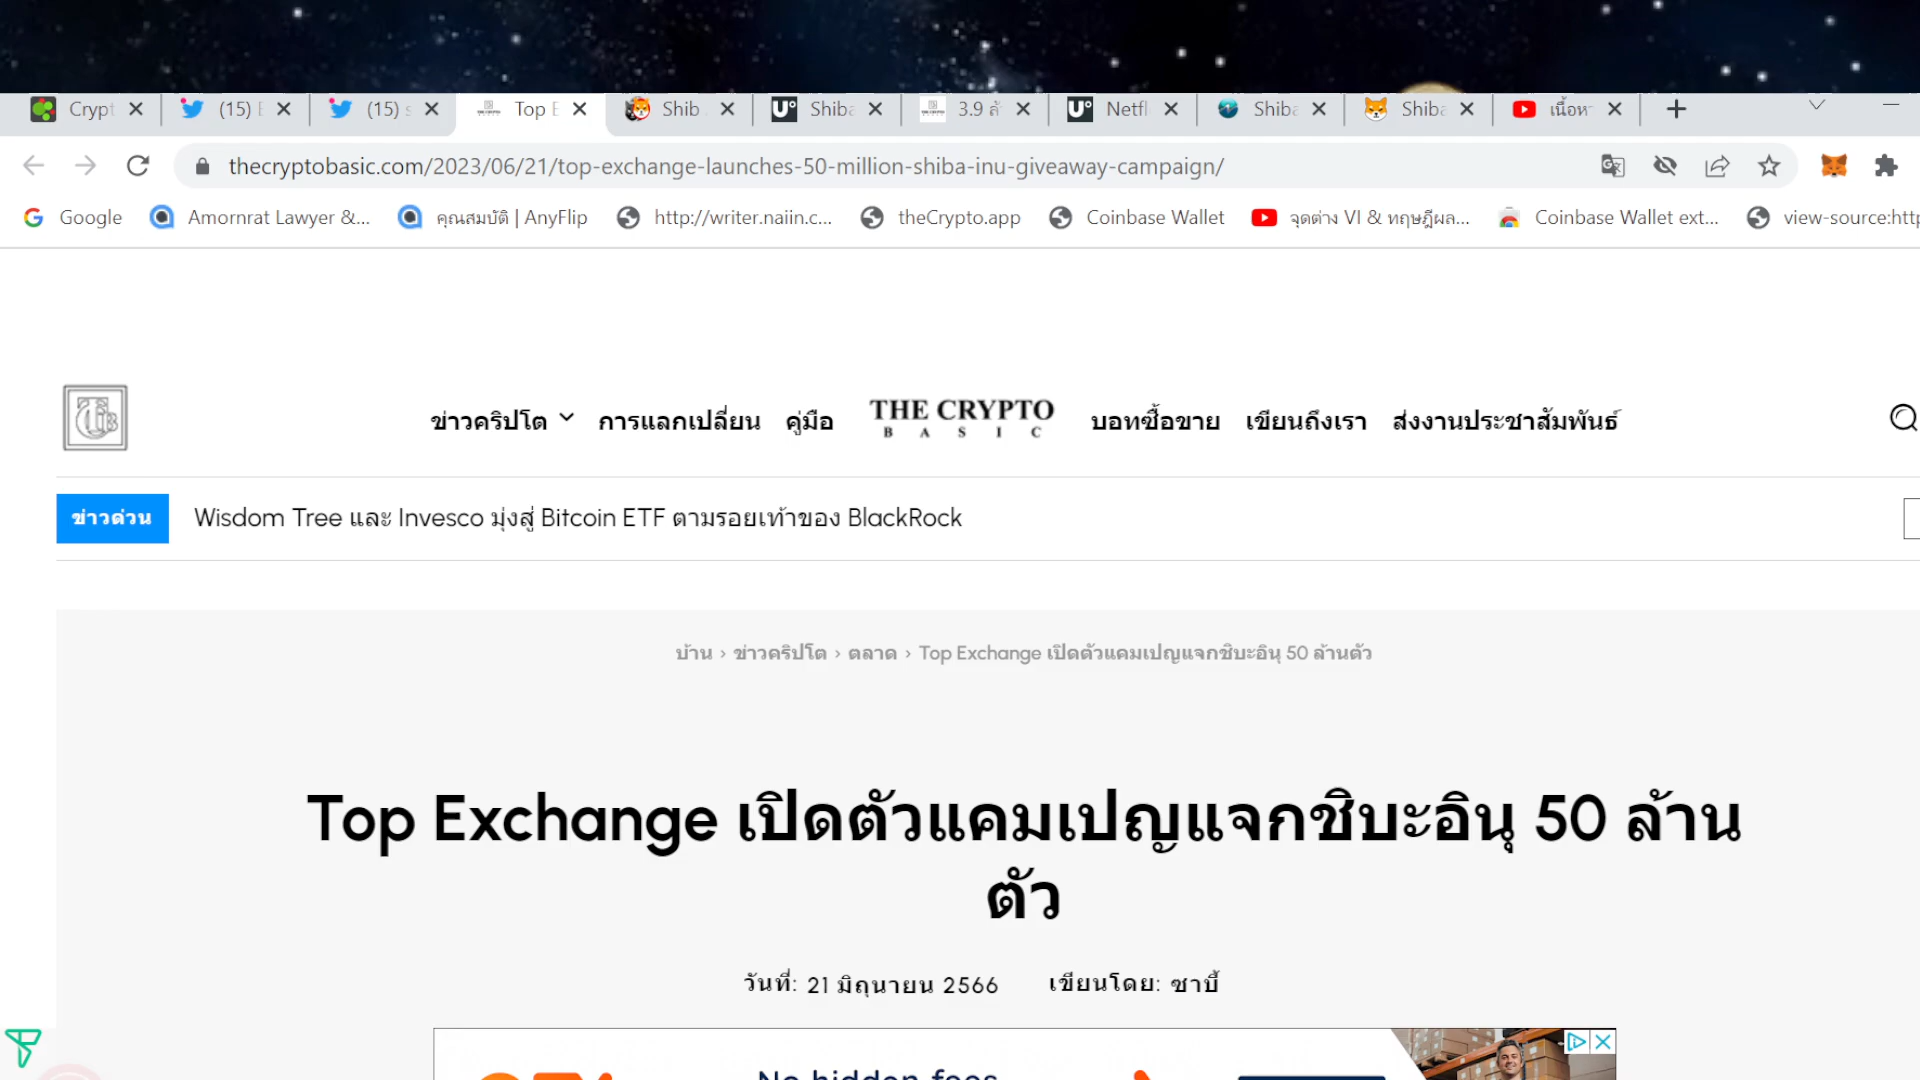 Crypt
(15) E
(15) s
Top E
Shib
Shiba
3.9 ล้
Netfl
Shiba
Shiba
เนื้อห
thecryptobasic.com/2023/06/21/top-exchange-launches-50-million-shiba-inu-giveaway-campaign/
Google
Amornrat Lawyer &...
คุณสมบัติ | AnyFlip
http://writer.naiin.c...
theCrypto.app
Coinbase Wallet
จุดต่าง VI & ทฤษฎีผล...
Coinbase Wallet ext...
view-source:http
ข่าวคริปโต
การแลกเปลี่ยน
คู่มือ
THE CRYPTO
BASIC
บอทซื้อขาย
เขียนถึงเรา
ส่งงานประชาสัมพันธ์
ข่าวด่วน
Wisdom Tree และ Invesco มุ่งสู่ Bitcoin ETF ตามรอยเท้าของ BlackRock
บ้าน › ข่าวคริปโต › ตลาด › Top Exchange เปิดตัวแคมเปญแจกชิบะอินุ 50 ล้านตัว
Top Exchange เปิดตัวแคมเปญแจกชิบะอินุ 50 ล้าน
ตัว
วันที่: 21 มิถุนายน 2566
เขียนโดย: ซาบี้
No hidden fees